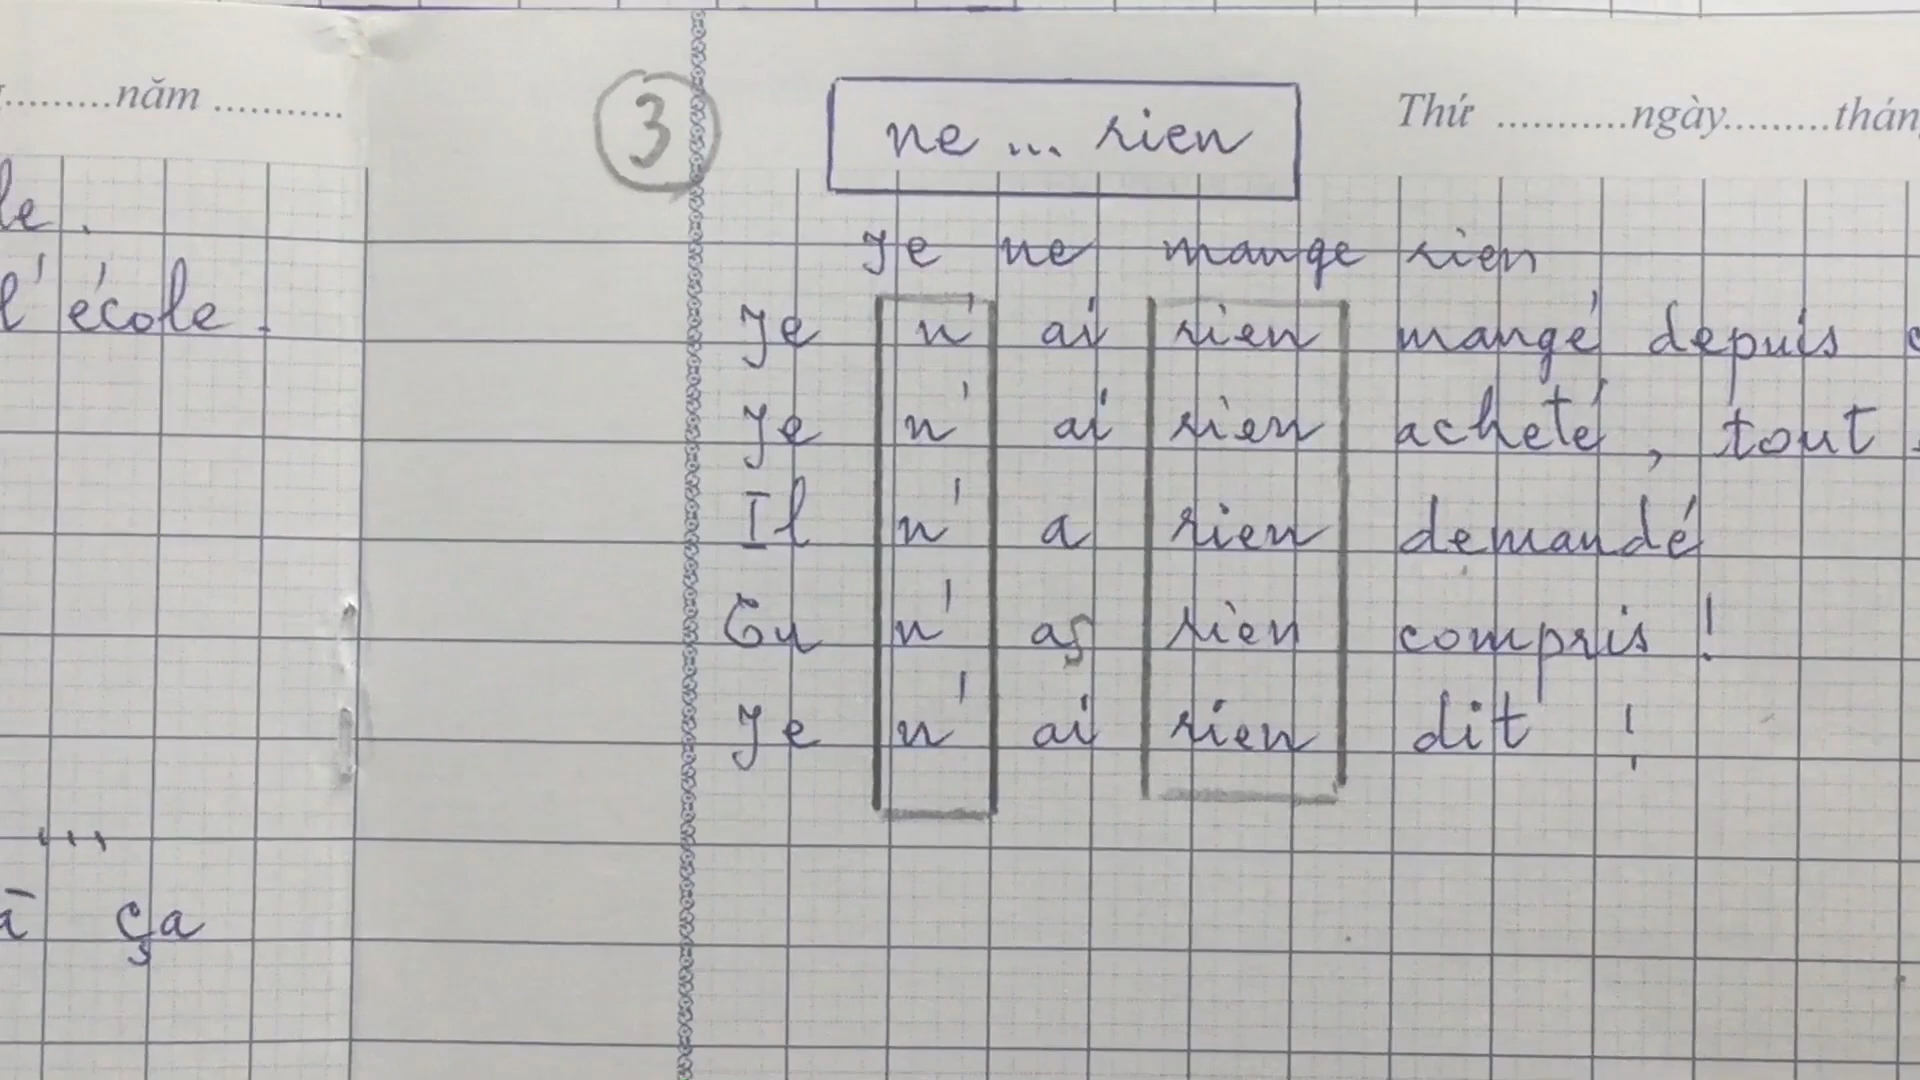 năm ...........
le.
l'école.
...
ça
3
ne ... rien
Thứ ...........ngày.........thán
Je ne mange rien
Je n' ai rien mangé depuis
Je n' ai rien acheté, tout
Il n' a rien demandé
Tu n' as rien compris !
Je n' ai rien dit !